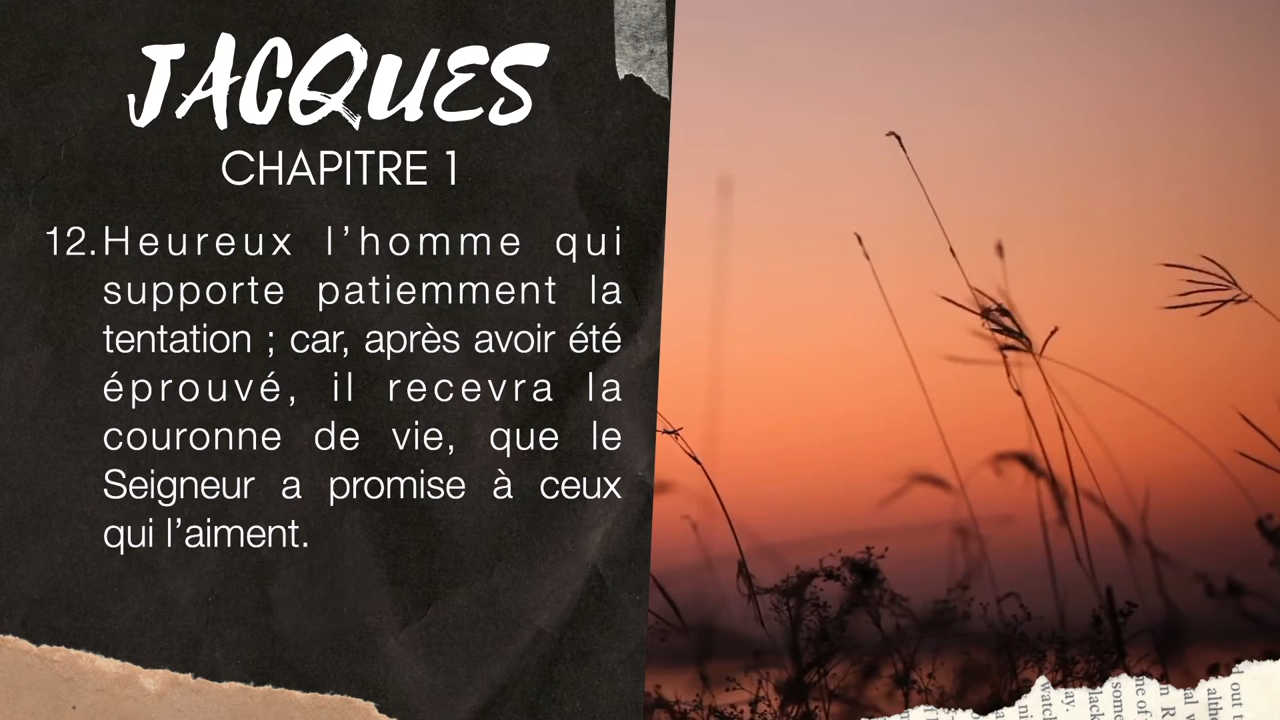 JACQUES
CHAPITRE 1
12. Heureux l’homme qui
supporte patiemment la
tentation ; car, après avoir été
éprouvé, il recevra la
couronne de vie, que le
Seigneur a promise à ceux
qui l’aiment.